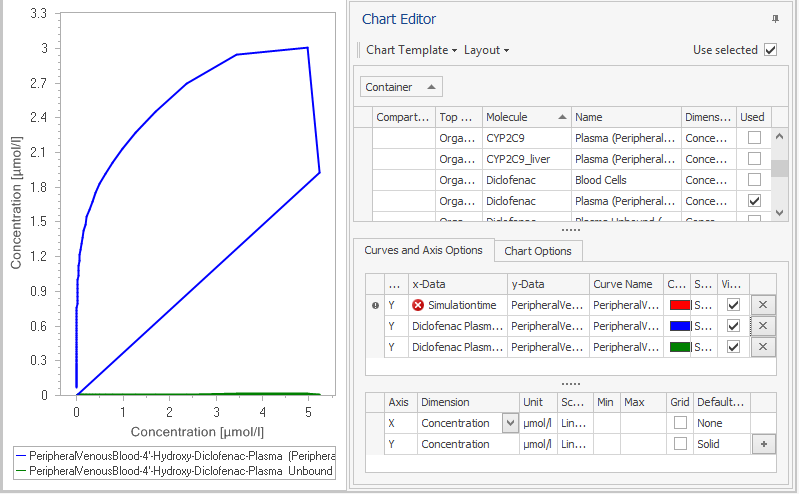 3.3
3
2.7
2.4
2.1
1.8
1.5
1.2
0.9
0.6
0.3
0
Concentration [µmol/l]
0 1 2 3 4 5
Concentration [µmol/l]
PeripheralVenousBlood-4'-Hydroxy-Diclofenac-Plasma (Periphera
PeripheralVenousBlood-4'-Hydroxy-Diclofenac-Plasma Unbound
Chart Editor
Chart Template Layout Use selected
Container
Compart... Top ... Molecule Name Dimens... Used
Orga... CYP2C9 Plasma (Peripheral... Conce...
Orga... CYP2C9_liver Plasma (Peripheral... Conce...
Orga... Diclofenac Blood Cells Conce...
Orga... Diclofenac Plasma (Peripheral... Conce...
Orga... Diclofenac Plasma Unbound ( Conce
Curves and Axis Options Chart Options
... x-Data y-Data Curve Name C... S... Vi...
Y Simulationtime PeripheralVe... PeripheralV... S...
Y Diclofenac Plasm... PeripheralVe... PeripheralV... S...
Y Diclofenac Plasm... PeripheralVe... PeripheralV... S...
Axis Dimension Unit Sc... Min Max Grid Default...
X Concentration µmol/l Lin... None
Y Concentration µmol/l Lin... Solid